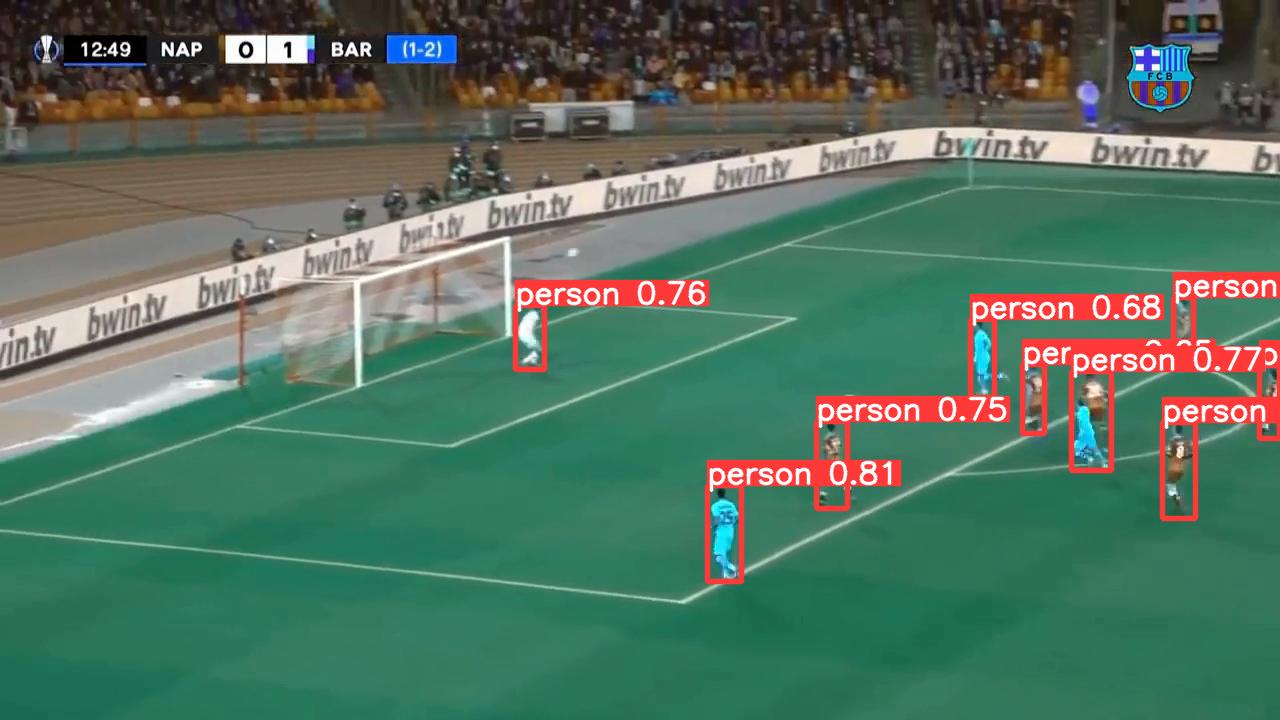 12:49 NAP 0 1 BAR (1-2)
FCB
bwin.tv
bwin.tv
bwin.tv
bwin.tv
bwin.tv
bwin.tv
bwin.tv
bwin.tv
bwin.tv
bwin.tv
person 0.76
person 0.68
person
person 0.77
person 0.75
person
person 0.81
8